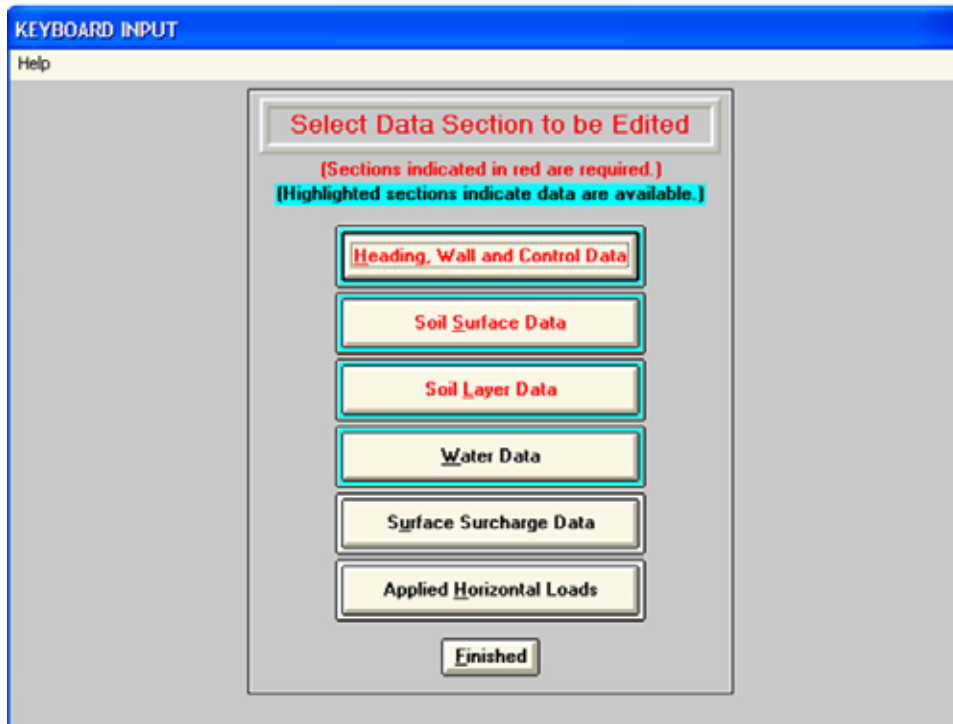 KEYBOARD INPUT
Help
Select Data Section to be Edited
(Sections indicated in red are required.)
(Highlighted sections indicate data are available.)
Heading, Wall and Control Data
Soil Surface Data
Soil Layer Data
Water Data
Surface Surcharge Data
Applied Horizontal Loads
Finished